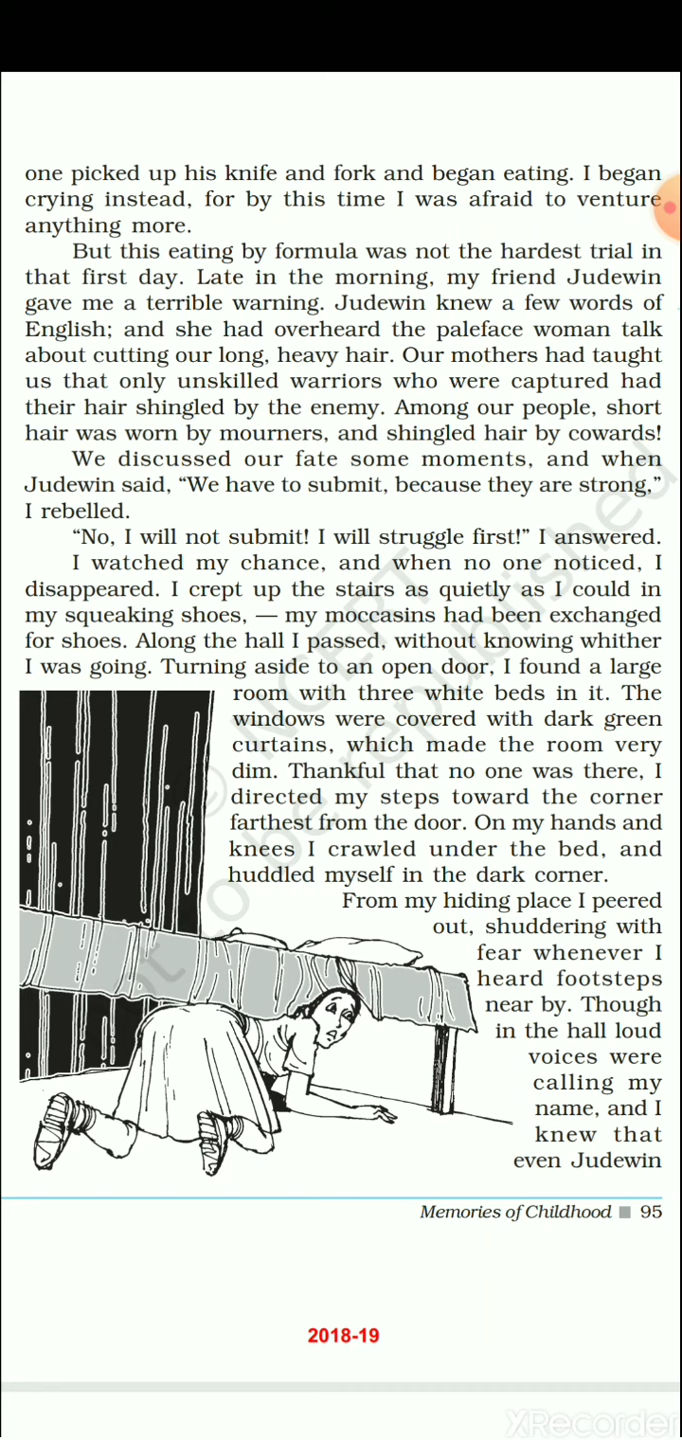 one picked up his knife and fork and began eating. I began
crying instead, for by this time I was afraid to venture
anything more.
But this eating by formula was not the hardest trial in
that first day. Late in the morning, my friend Judewin
gave me a terrible warning. Judewin knew a few words of
English; and she had overheard the paleface woman talk
about cutting our long, heavy hair. Our mothers had taught
us that only unskilled warriors who were captured had
their hair shingled by the enemy. Among our people, short
hair was worn by mourners, and shingled hair by cowards!
We discussed our fate some moments, and when
Judewin said, “We have to submit, because they are strong,”
I rebelled.
“No, I will not submit! I will struggle first!” I answered.
I watched my chance, and when no one noticed, I
disappeared. I crept up the stairs as quietly as I could in
my squeaking shoes, — my moccasins had been exchanged
for shoes. Along the hall I passed, without knowing whither
I was going. Turning aside to an open door, I found a large
room with three white beds in it. The
windows were covered with dark green
curtains, which made the room very
dim. Thankful that no one was there, I
directed my steps toward the corner
farthest from the door. On my hands and
knees I crawled under the bed, and
huddled myself in the dark corner.
From my hiding place I peered
out, shuddering with
fear whenever I
heard footsteps
near by. Though
in the hall loud
voices were
calling my
name, and I
knew that
even Judewin
Memories of Childhood ■ 95
2018-19
© NCERT
not to be republished
XRecorder